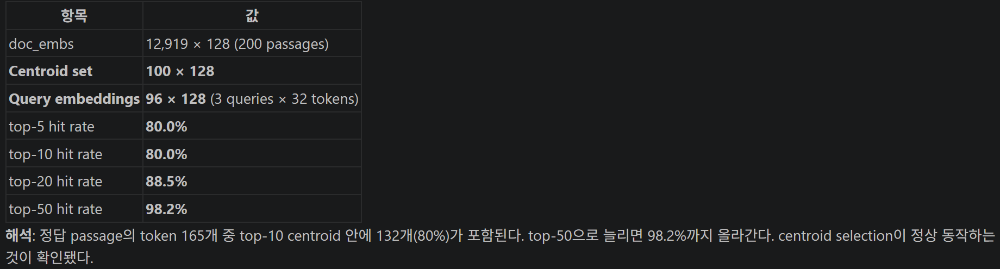 항목 값
doc_embs 12,919 × 128 (200 passages)
Centroid set 100 × 128
Query embeddings 96 × 128 (3 queries × 32 tokens)
top-5 hit rate 80.0%
top-10 hit rate 80.0%
top-20 hit rate 88.5%
top-50 hit rate 98.2%
해석: 정답 passage의 token 165개 중 top-10 centroid 안에 132개(80%)가 포함된다. top-50으로 늘리면 98.2%까지 올라간다. centroid selection이 정상 동작하는
것이 확인됐다.